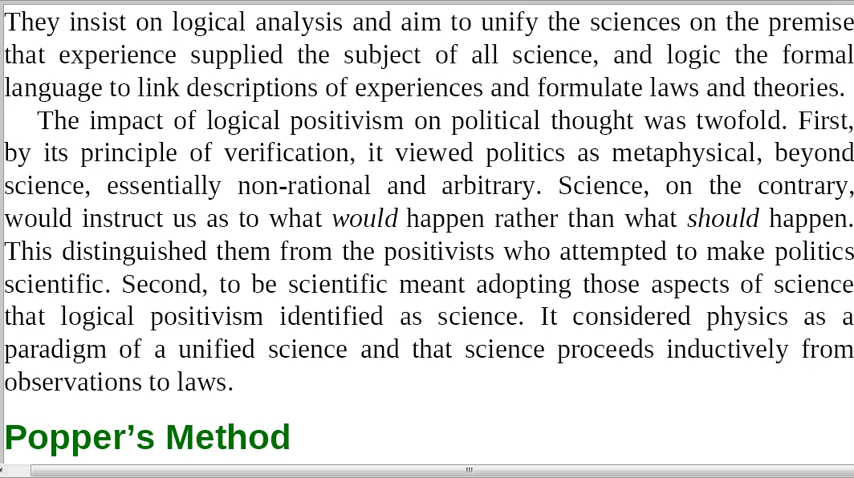 They insist on logical analysis and aim to unify the sciences on the premise
that experience supplied the subject of all science, and logic the formal
language to link descriptions of experiences and formulate laws and theories.
The impact of logical positivism on political thought was twofold. First,
by its principle of verification, it viewed politics as metaphysical, beyond
science, essentially non-rational and arbitrary. Science, on the contrary,
would instruct us as to what would happen rather than what should happen.
This distinguished them from the positivists who attempted to make politics
scientific. Second, to be scientific meant adopting those aspects of science
that logical positivism identified as science. It considered physics as a
paradigm of a unified science and that science proceeds inductively from
observations to laws.
Popper’s Method